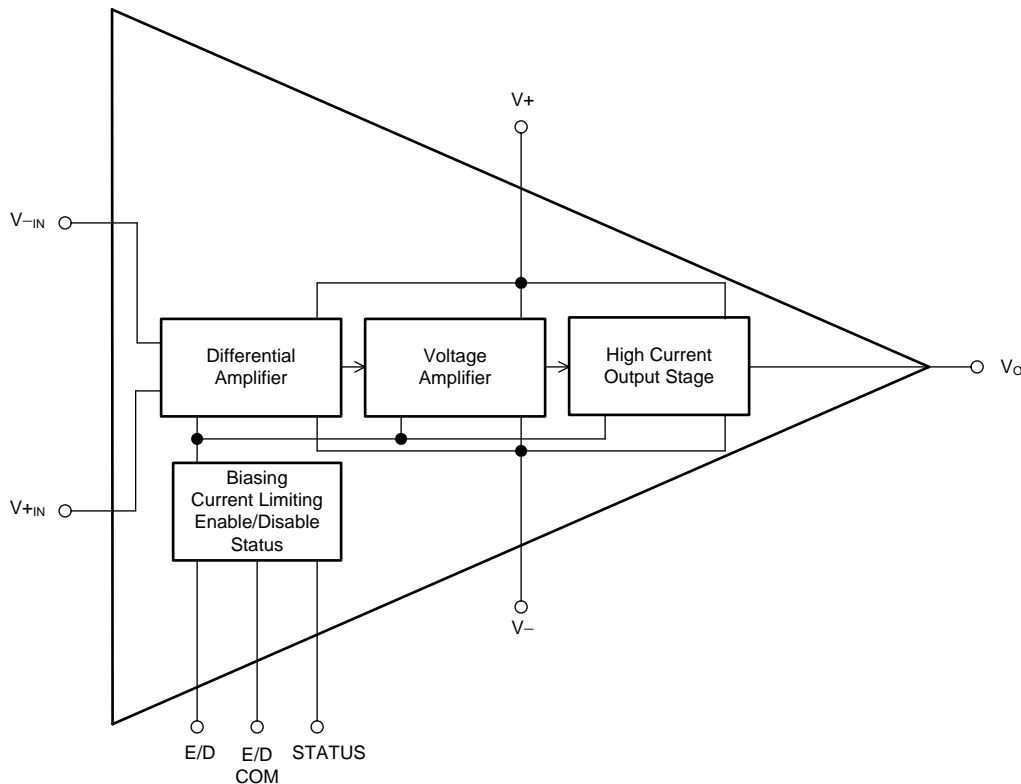 V+
V−IN
Differential
Amplifier
Voltage
Amplifier
High Current
Output Stage
VO
Biasing
Current Limiting
Enable/Disable
Status
V+IN
V−
E/D
E/D
COM
STATUS